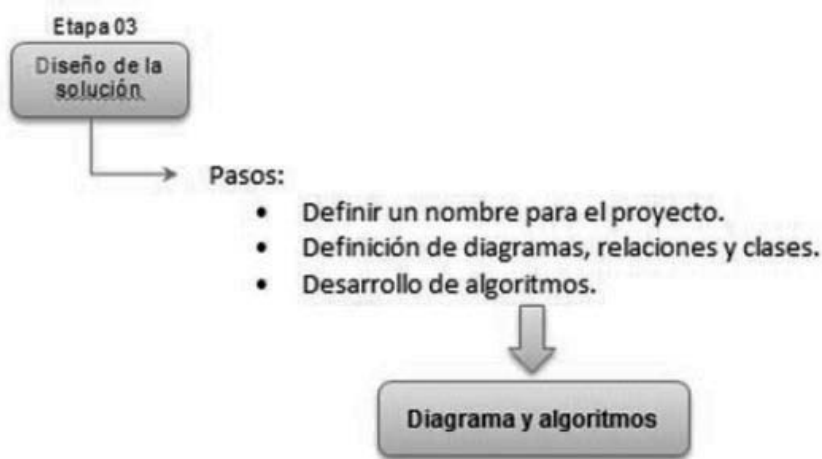 Etapa 03
Diseño de la
solución
Pasos:
• Definir un nombre para el proyecto.
• Definición de diagramas, relaciones y clases.
• Desarrollo de algoritmos.
Diagrama y algoritmos